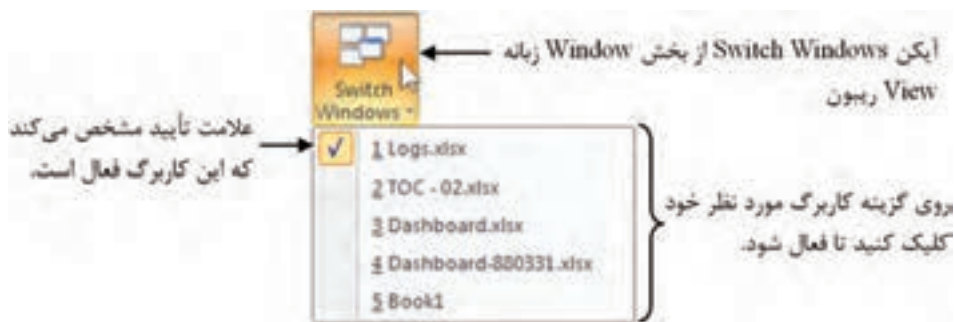 آیکن Switch Windows از بخش Window زبانه
View ریبون
Switch
Windows
علامت تأیید مشخص می‌کند
که این کاربرگ فعال است.
1 Logs.xlsx
2 TOC - 02.xlsx
3 Dashboard.xlsx
4 Dashboard-880331.xlsx
5 Book1
بروی گزینه کاربرگ مورد نظر خود
کلیک کنید تا فعال شود.